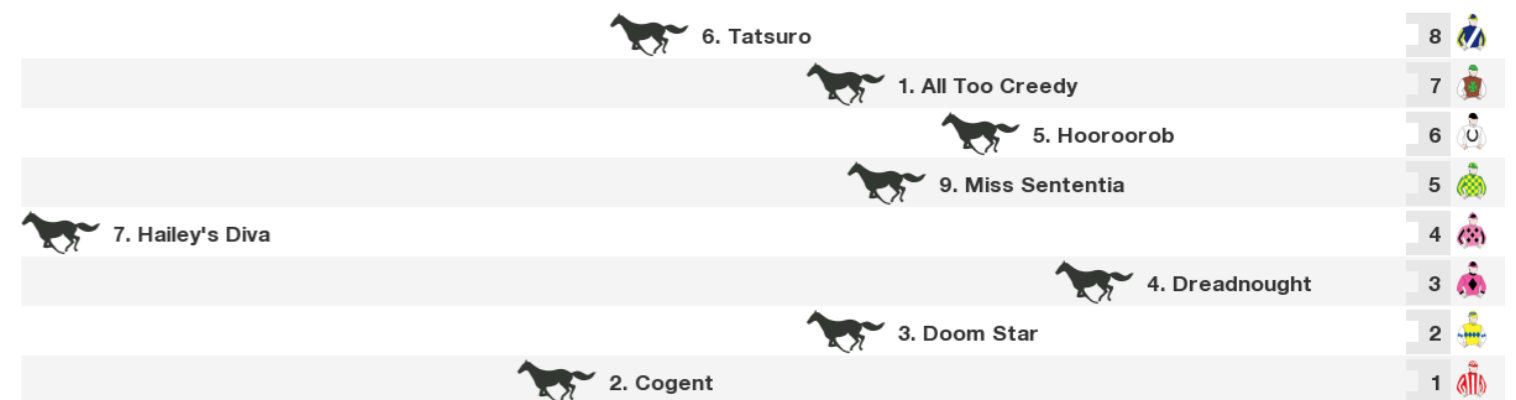 6. Tatsuro 8
1. All Too Creedy 7
5. Hooroorob 6
9. Miss Sententia 5
7. Hailey's Diva 4
4. Dreadnought 3
3. Doom Star 2
2. Cogent 1